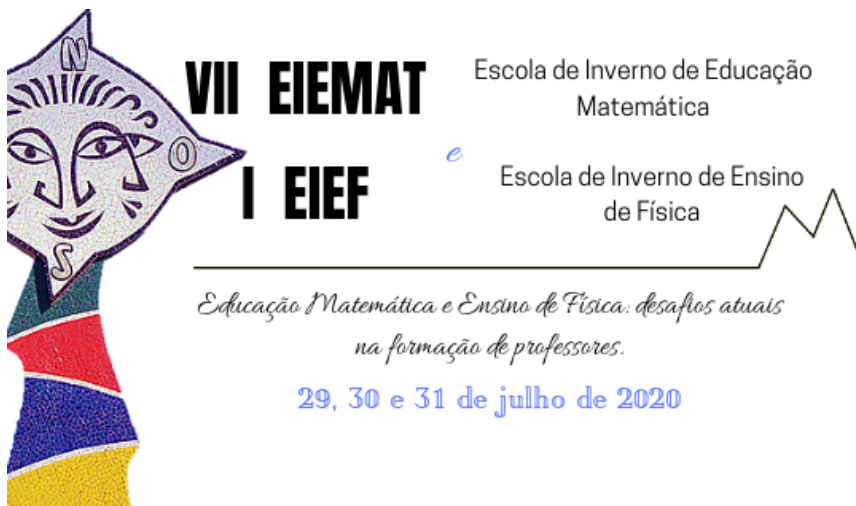 N
O
S
VII EIEMAT
Escola de Inverno de Educação
Matemática
e
I EIEF
Escola de Inverno de Ensino
de Física
Educação Matemática e Ensino de Física: desafios atuais
na formação de professores.
29, 30 e 31 de julho de 2020